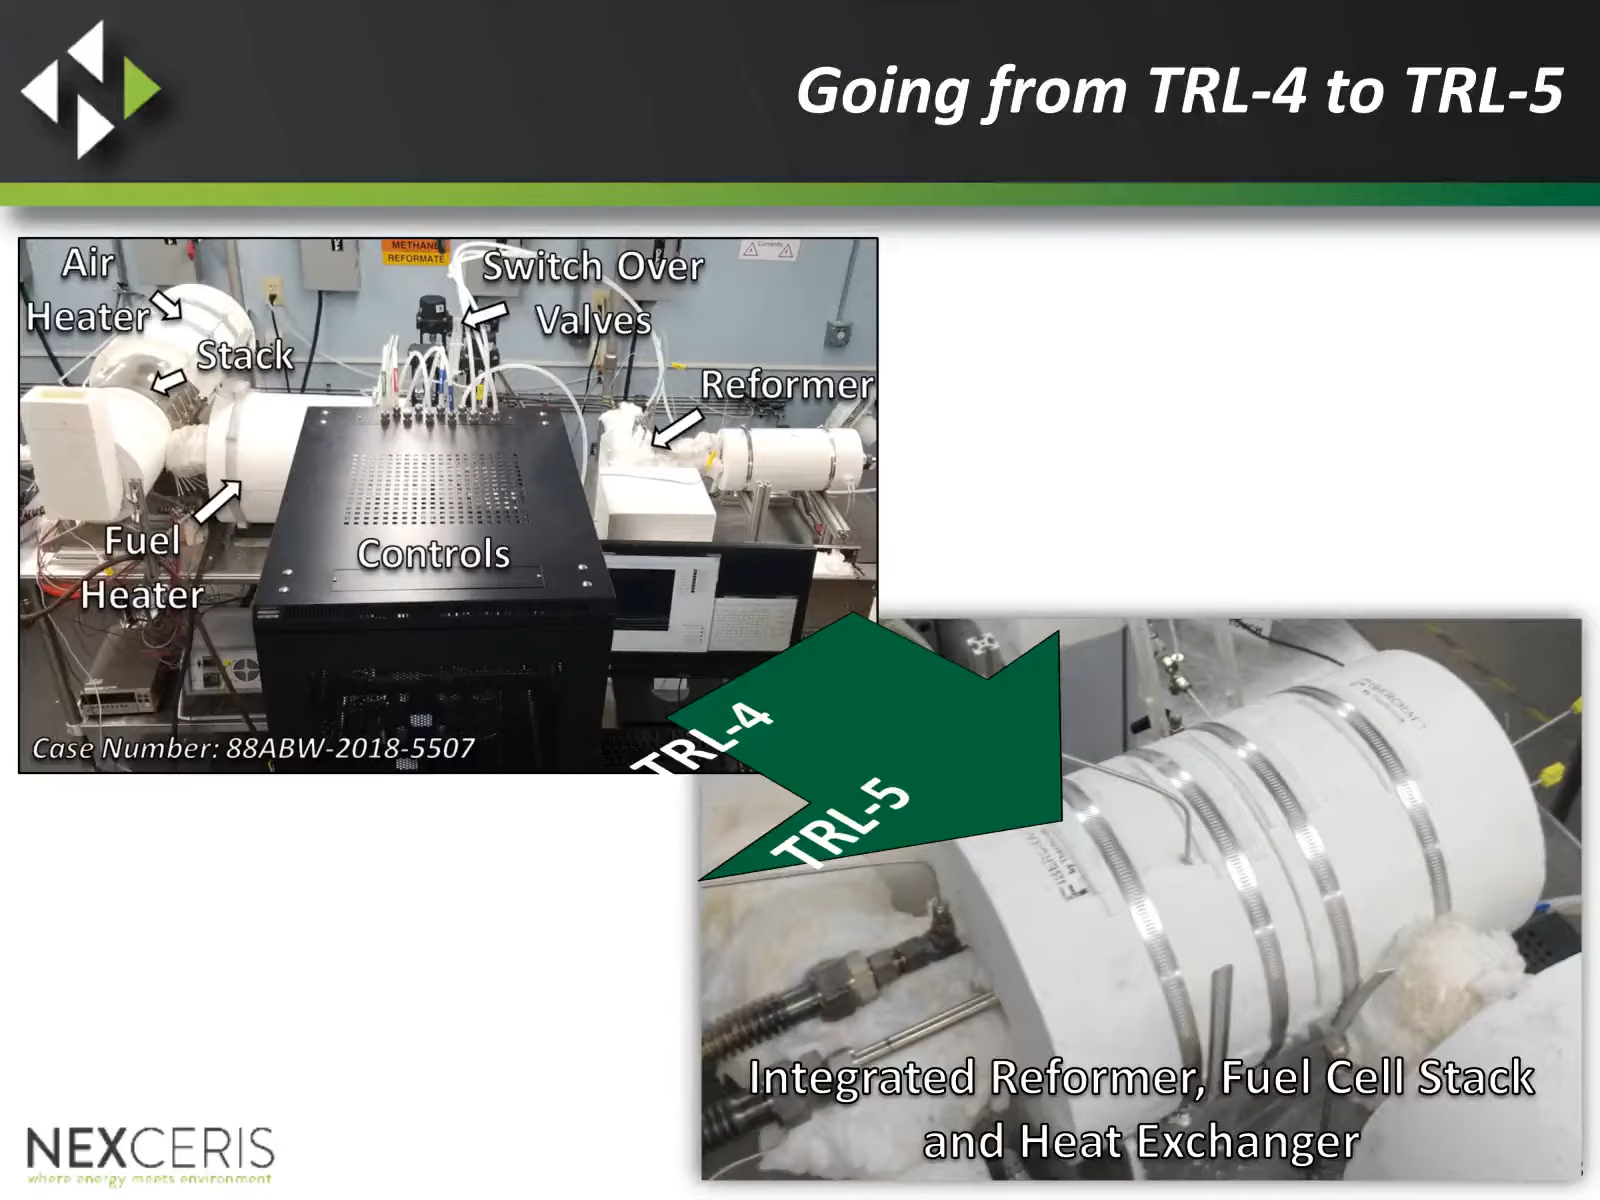 Going from TRL-4 to TRL-5
Air
Heater
Stack
METHANE
REFORMATE
Switch Over
Valves
Reformer
Fuel
Heater
Controls
Case Number: 88ABW-2018-5507
TRL-4
TRL-5
FIBERCRAFT
Integrated Reformer, Fuel Cell Stack
and Heat Exchanger
NEXCERIS
where energy meets environment